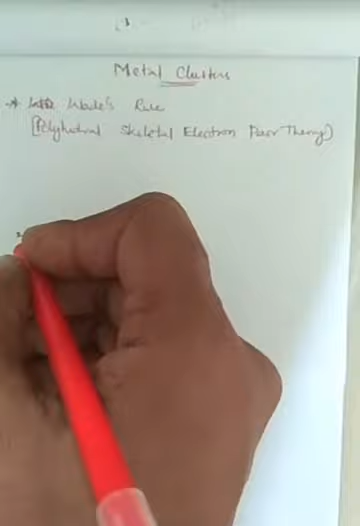 Metal Clusters
* Wade's Rule
(Polyhedral Skeletal Electron Pair Theory)